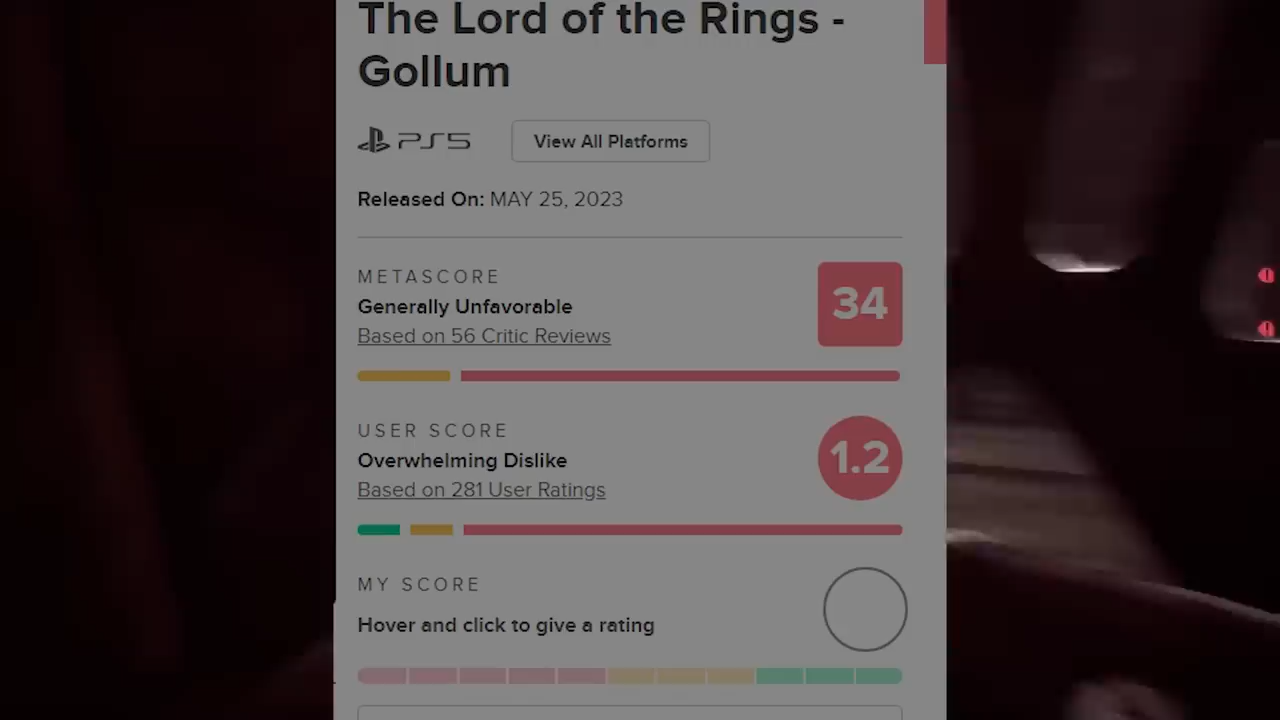 The Lord of the Rings -
Gollum
PS5
View All Platforms
Released On: MAY 25, 2023
METASCORE
Generally Unfavorable
Based on 56 Critic Reviews
34
USER SCORE
Overwhelming Dislike
Based on 281 User Ratings
1.2
MY SCORE
Hover and click to give a rating